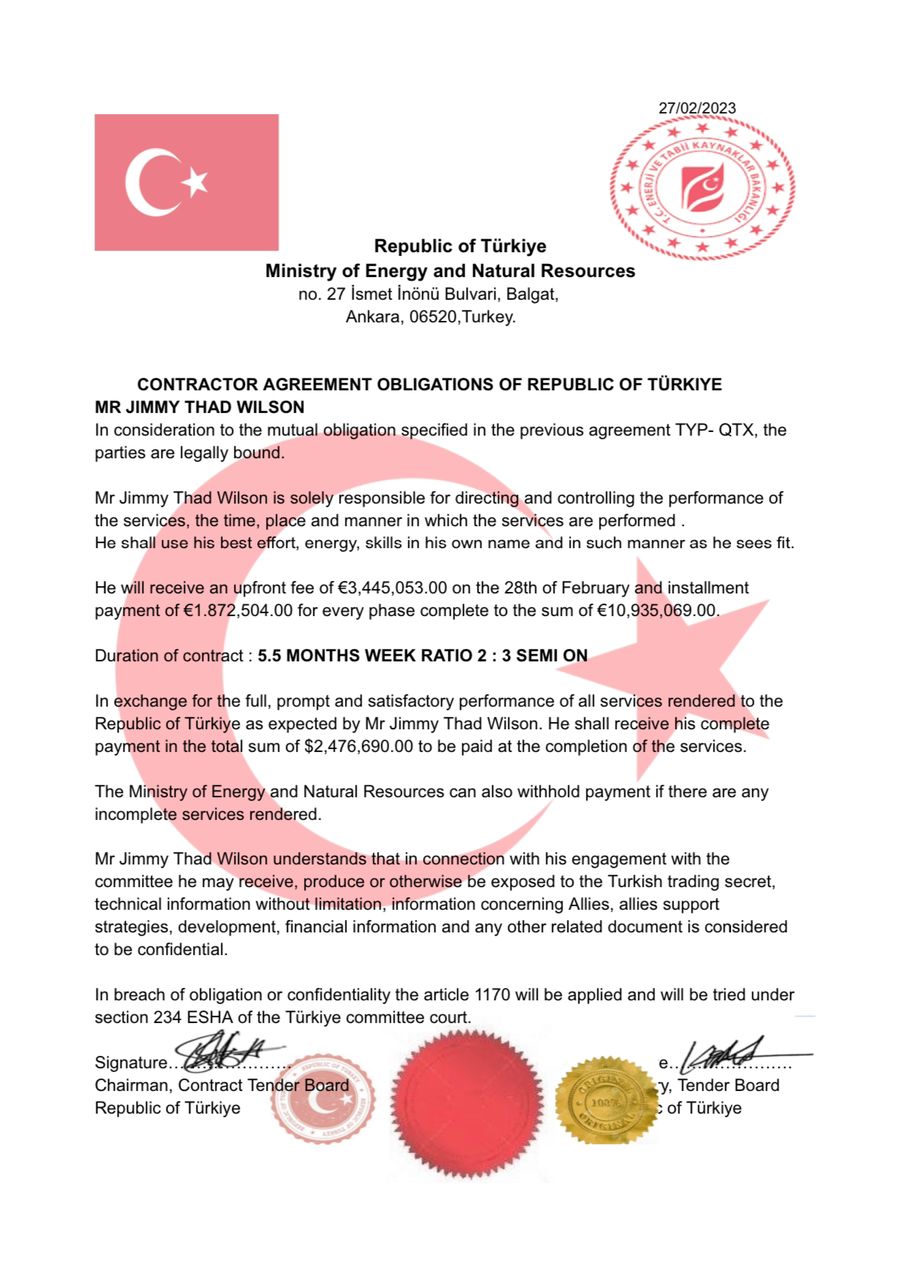 27/02/2023
T.C. ENERJİ VE TABİİ KAYNAKLAR BAKANLIĞI
Republic of Türkiye
Ministry of Energy and Natural Resources
no. 27 İsmet İnönü Bulvari, Balgat,
Ankara, 06520,Turkey.
CONTRACTOR AGREEMENT OBLIGATIONS OF REPUBLIC OF TÜRKIYE
MR JIMMY THAD WILSON
In consideration to the mutual obligation specified in the previous agreement TYP- QTX, the
parties are legally bound.
Mr Jimmy Thad Wilson is solely responsible for directing and controlling the performance of
the services, the time, place and manner in which the services are performed .
He shall use his best effort, energy, skills in his own name and in such manner as he sees fit.
He will receive an upfront fee of €3,445,053.00 on the 28th of February and installment
payment of €1.872,504.00 for every phase complete to the sum of €10,935,069.00.
Duration of contract : 5.5 MONTHS WEEK RATIO 2 : 3 SEMI ON
In exchange for the full, prompt and satisfactory performance of all services rendered to the
Republic of Türkiye as expected by Mr Jimmy Thad Wilson. He shall receive his complete
payment in the total sum of $2,476,690.00 to be paid at the completion of the services.
The Ministry of Energy and Natural Resources can also withhold payment if there are any
incomplete services rendered.
Mr Jimmy Thad Wilson understands that in connection with his engagement with the
committee he may receive, produce or otherwise be exposed to the Turkish trading secret,
technical information without limitation, information concerning Allies, allies support
strategies, development, financial information and any other related document is considered
to be confidential.
In breach of obligation or confidentiality the article 1170 will be applied and will be tried under
section 234 ESHA of the Türkiye committee court.
Signature…………………. e…………………….
Chairman, Contract Tender Board ry, Tender Board
Republic of Türkiye c of Türkiye
REPUBLIC OF TURKEY
ORIGINAL
100%
ORIGINAL